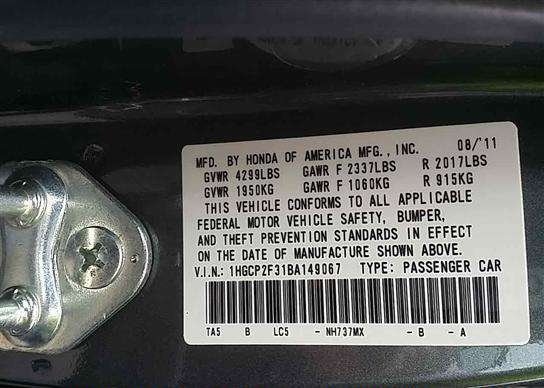 MFD. BY HONDA OF AMERICA MFG., INC. 08/'11
GVWR 4299LBS GAWR F 2337LBS R 2017LBS
GVWR 1950KG GAWR F 1060KG R 915KG
THIS VEHICLE CONFORMS TO ALL APPLICABLE
FEDERAL MOTOR VEHICLE SAFETY, BUMPER,
AND THEFT PREVENTION STANDARDS IN EFFECT
ON THE DATE OF MANUFACTURE SHOWN ABOVE.
V.I.N.: 1HGCP2F31BA149067 TYPE: PASSENGER CAR
TA5 B LC5 -NH737MX -B -A